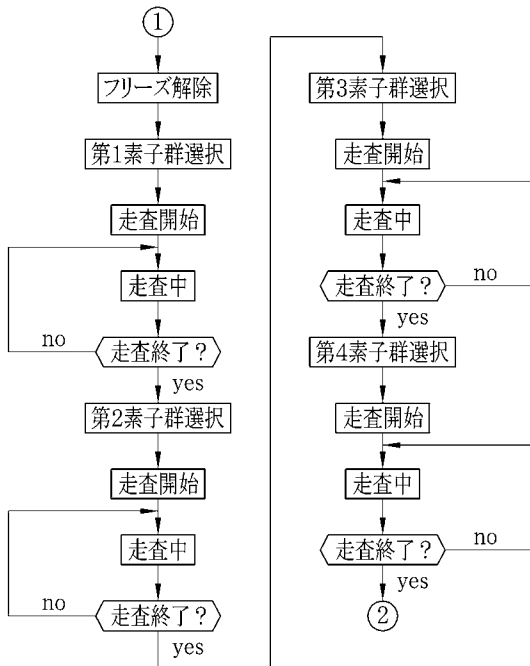 ①
フリーズ解除
第1素子群選択
走査開始
走査中
no
走査終了?
yes
第2素子群選択
走査開始
走査中
no
走査終了?
yes
第3素子群選択
走査開始
走査中
走査終了?
no
yes
第4素子群選択
走査開始
走査中
走査終了?
no
yes
②